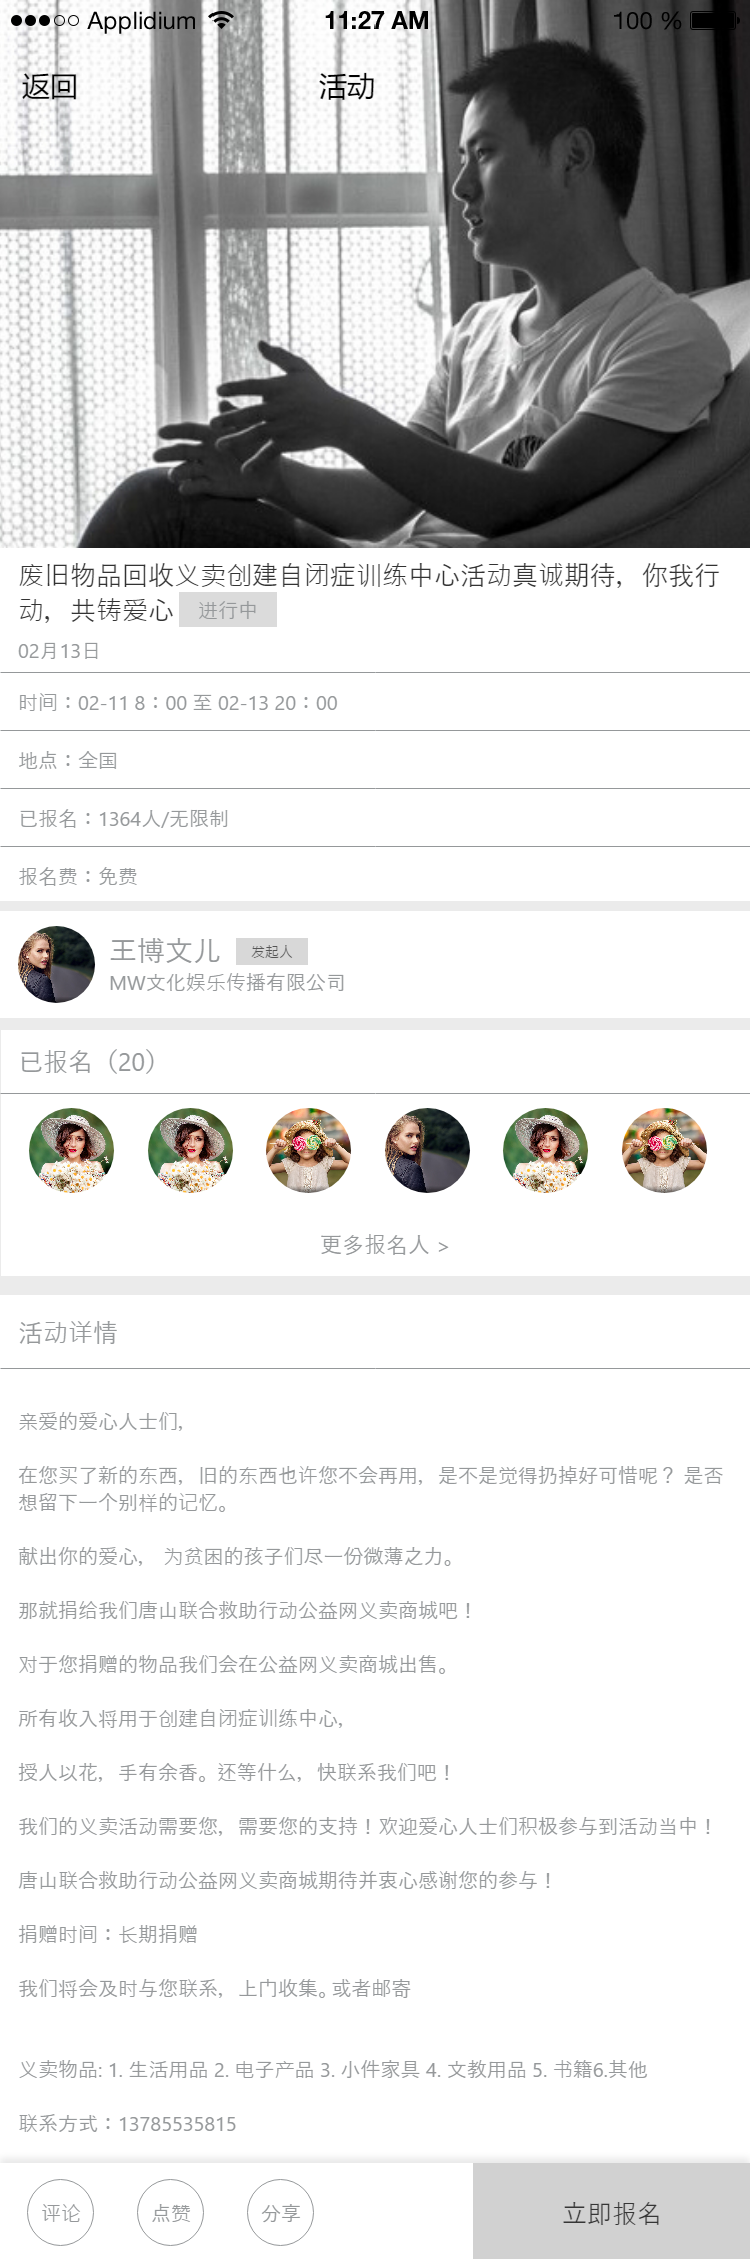 Applidium 11:27 AM 100 %
返回 活动
废旧物品回收义卖创建自闭症训练中心活动真诚期待，你我行
动，共铸爱心 进行中
02月13日
时间：02-11 8：00 至 02-13 20：00
地点：全国
已报名：1364人/无限制
报名费：免费
王博文儿 发起人
MW文化娱乐传播有限公司
已报名（20）
更多报名人 >
活动详情
亲爱的爱心人士们，
在您买了新的东西，旧的东西也许您不会再用，是不是觉得扔掉好可惜呢？ 是否
想留下一个别样的记忆。
献出你的爱心， 为贫困的孩子们尽一份微薄之力。
那就捐给我们唐山联合救助行动公益网义卖商城吧！
对于您捐赠的物品我们会在公益网义卖商城出售。
所有收入将用于创建自闭症训练中心，
授人以花，手有余香。还等什么，快联系我们吧！
我们的义卖活动需要您，需要您的支持！欢迎爱心人士们积极参与到活动当中！
唐山联合救助行动公益网义卖商城期待并衷心感谢您的参与！
捐赠时间：长期捐赠
我们将会及时与您联系，上门收集。或者邮寄
义卖物品: 1. 生活用品 2. 电子产品 3. 小件家具 4. 文教用品 5. 书籍6.其他
联系方式：13785535815
评论 点赞 分享 立即报名